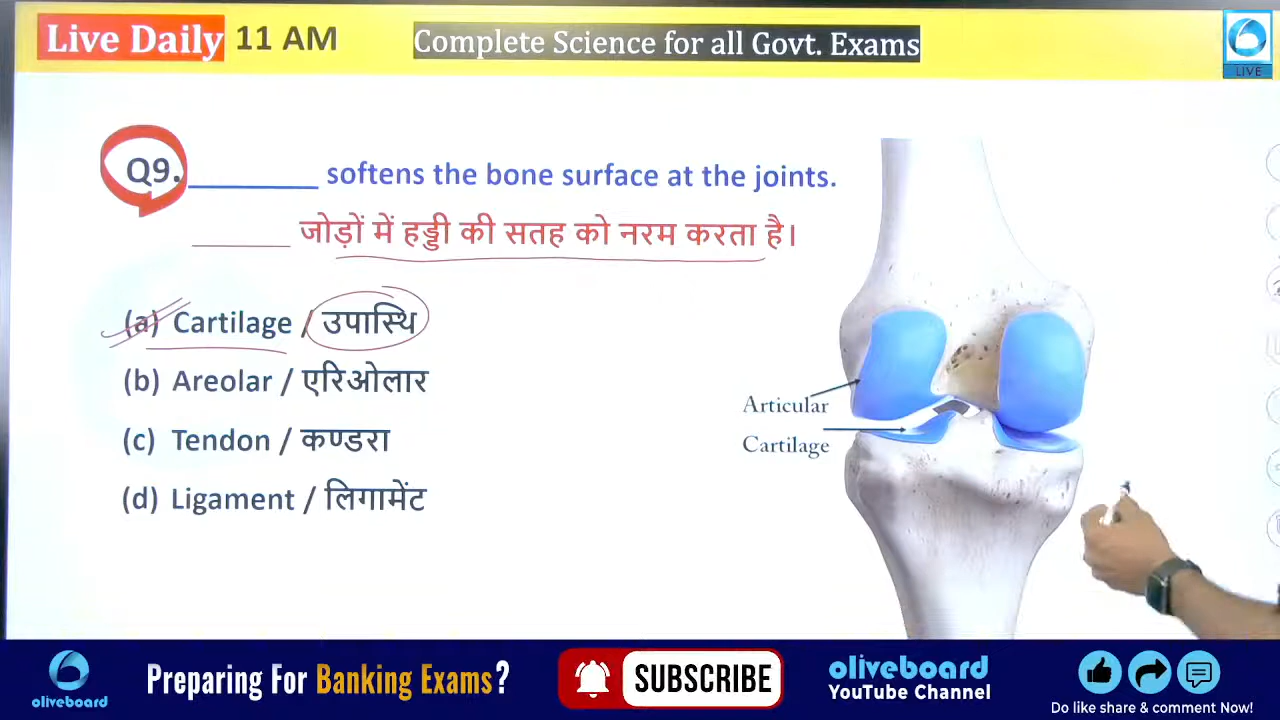 Live Daily 11 AM
Complete Science for all Govt. Exams
LIVE
Q9. ________ softens the bone surface at the joints.
______ जोड़ों में हड्डी की सतह को नरम करता है।
(a) Cartilage / उपास्थि
(b) Areolar / एरिओलार
(c) Tendon / कण्डरा
(d) Ligament / लिगामेंट
Articular
Cartilage
oliveboard
Preparing For Banking Exams?
SUBSCRIBE
oliveboard
YouTube Channel
Do like share & comment Now!